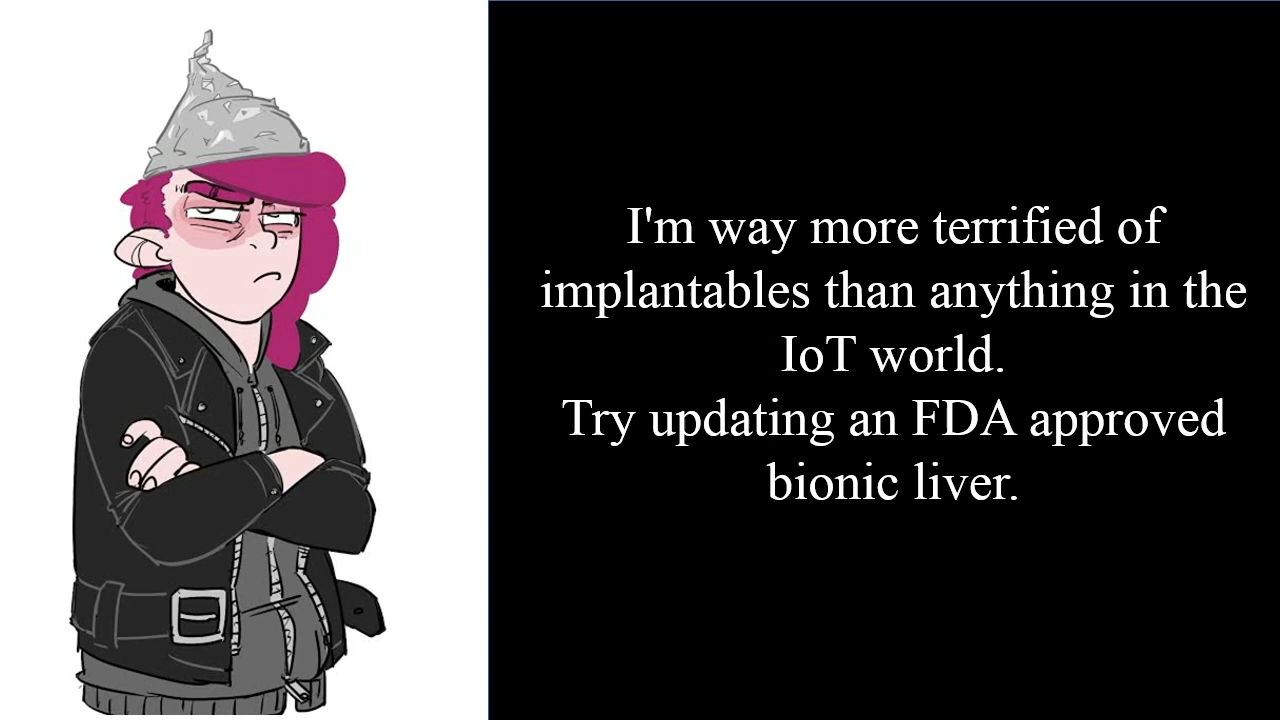 I'm way more terrified of
implantables than anything in the
IoT world.
Try updating an FDA approved
bionic liver.